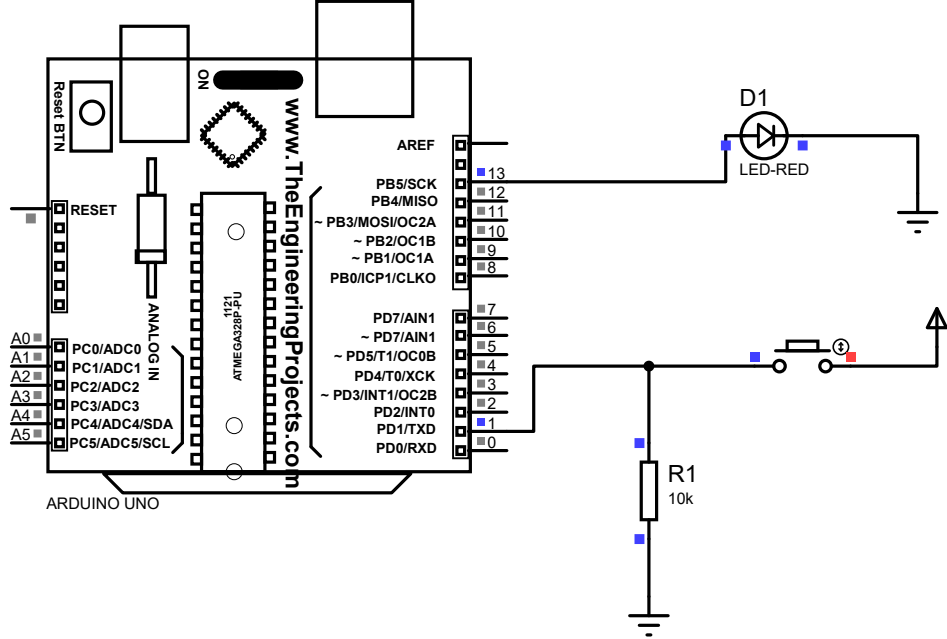 Reset BTN
ON
www.TheEngineeringProjects.com
RESET
ANALOG IN
1121
ATMEGA328P-PU
A0
PC0/ADC0
A1
PC1/ADC1
A2
PC2/ADC2
A3
PC3/ADC3
A4
PC4/ADC4/SDA
A5
PC5/ADC5/SCL
AREF
PB5/SCK
13
PB4/MISO
12
~ PB3/MOSI/OC2A
11
~ PB2/OC1B
10
~ PB1/OC1A
9
PB0/ICP1/CLKO
8
PD7/AIN1
7
~ PD7/AIN1
6
~ PD5/T1/OC0B
5
PD4/T0/XCK
4
~ PD3/INT1/OC2B
3
PD2/INT0
2
PD1/TXD
1
PD0/RXD
0
ARDUINO UNO
D1
LED-RED
R1
10k